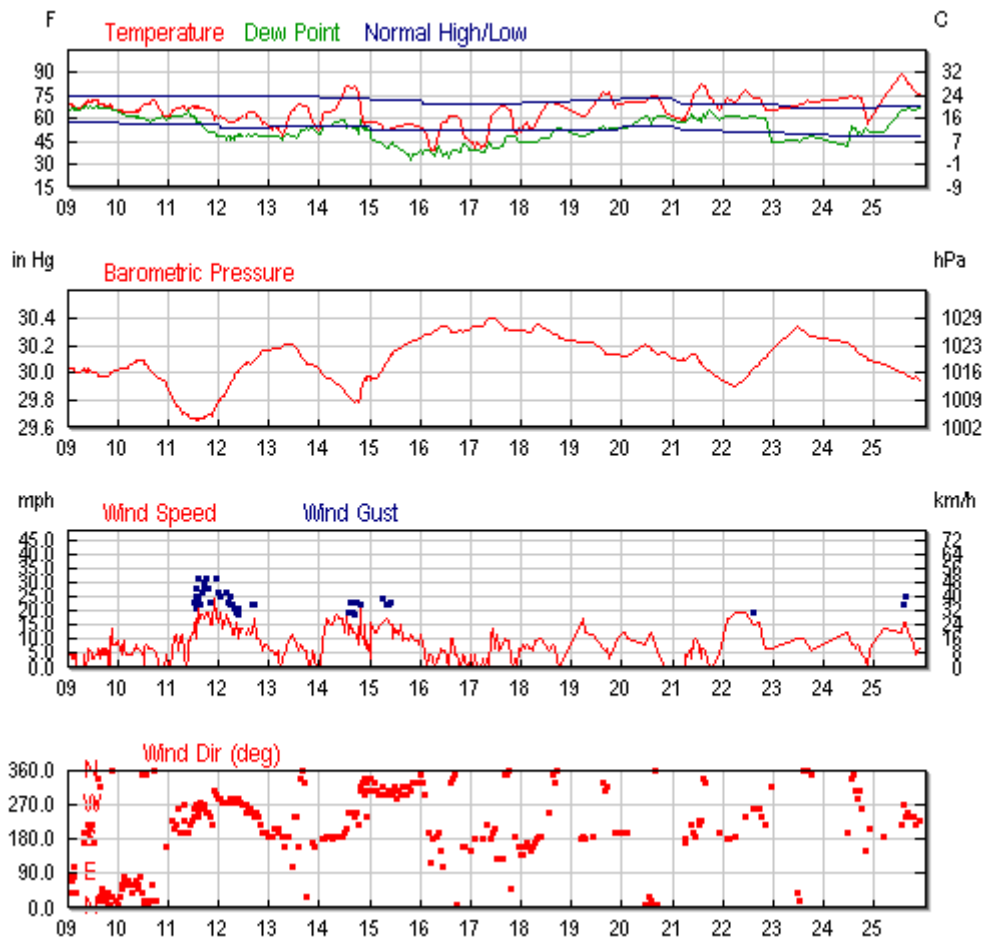 F Temperature Dew Point Normal High/Low C
90 32
75 24
60 16
45 7
30 -1
15 -9
09 10 11 12 13 14 15 16 17 18 19 20 21 22 23 24 25
in Hg Barometric Pressure hPa
30.4 1029
30.2 1023
30.0 1016
29.8 1009
29.6 1002
09 10 11 12 13 14 15 16 17 18 19 20 21 22 23 24 25
mph Wind Speed Wind Gust km/h
45.0 72
40.0 64
35.0 56
30.0 48
25.0 40
20.0 32
15.0 24
10.0 16
5.0 8
0.0 0
09 10 11 12 13 14 15 16 17 18 19 20 21 22 23 24 25
Wind Dir (deg)
360.0 N
270.0 W
180.0 S
90.0 E
0.0 N
09 10 11 12 13 14 15 16 17 18 19 20 21 22 23 24 25